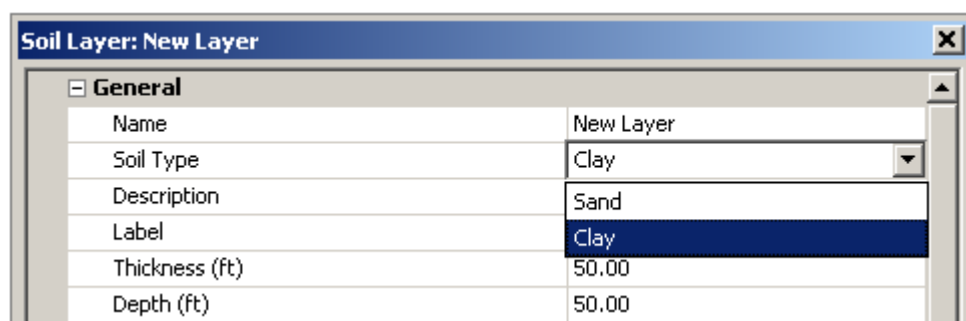 Soil Layer: New Layer
General
Name New Layer
Soil Type Clay
Description Sand
Label Clay
Thickness (ft) 50.00
Depth (ft) 50.00